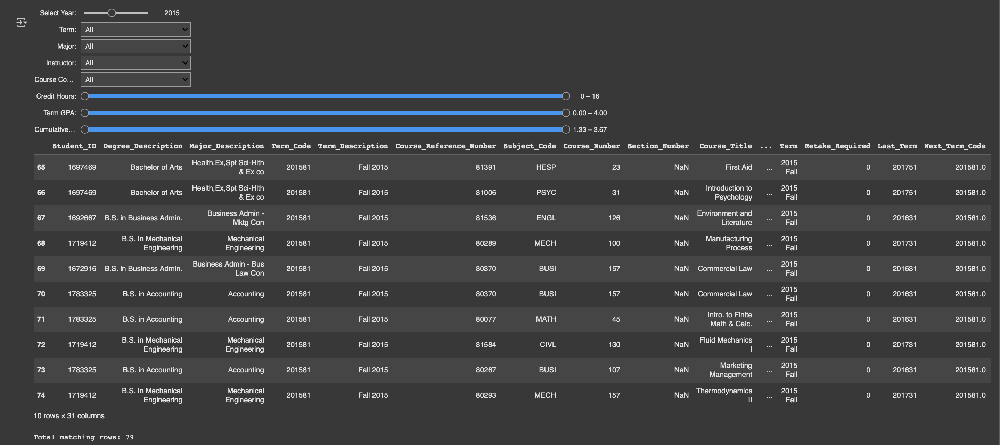 Select Year: 2015
Term: All
Major: All
Instructor: All
Course Co... All
Credit Hours: 0 – 16
Term GPA: 0.00 – 4.00
Cumulative... 1.33 – 3.67
Student_ID Degree_Description Major_Description Term_Code Term_Description Course_Reference_Number Subject_Code Course_Number Section_Number Course_Title ... Term Retake_Required Last_Term Next_Term_Code
65 1697469 Bachelor of Arts Health,Ex,Spt Sci-Hlth & Ex co 201581 Fall 2015 81391 HESP 23 NaN First Aid ... 2015 Fall 0 201751 201581.0
66 1697469 Bachelor of Arts Health,Ex,Spt Sci-Hlth & Ex co 201581 Fall 2015 81006 PSYC 31 NaN Introduction to Psychology ... 2015 Fall 0 201751 201581.0
67 1692667 B.S. in Business Admin. Business Admin - Mktg Con 201581 Fall 2015 81536 ENGL 126 NaN Environment and Literature ... 2015 Fall 0 201631 201581.0
68 1719412 B.S. in Mechanical Engineering Mechanical Engineering 201581 Fall 2015 80289 MECH 100 NaN Manufacturing Process ... 2015 Fall 0 201731 201581.0
69 1672916 B.S. in Business Admin. Business Admin - Bus Law Con 201581 Fall 2015 80370 BUSI 157 NaN Commercial Law ... 2015 Fall 0 201631 201581.0
70 1783325 B.S. in Accounting Accounting 201581 Fall 2015 80370 BUSI 157 NaN Commercial Law ... 2015 Fall 0 201631 201581.0
71 1783325 B.S. in Accounting Accounting 201581 Fall 2015 80077 MATH 45 NaN Intro. to Finite Math & Calc. ... 2015 Fall 0 201631 201581.0
72 1719412 B.S. in Mechanical Engineering Mechanical Engineering 201581 Fall 2015 81584 CIVL 130 NaN Fluid Mechanics I ... 2015 Fall 0 201731 201581.0
73 1783325 B.S. in Accounting Accounting 201581 Fall 2015 80267 BUSI 107 NaN Marketing Management ... 2015 Fall 0 201631 201581.0
74 1719412 B.S. in Mechanical Engineering Mechanical Engineering 201581 Fall 2015 80293 MECH 157 NaN Thermodynamics II ... 2015 Fall 0 201731 201581.0
10 rows × 31 columns
Total matching rows: 79